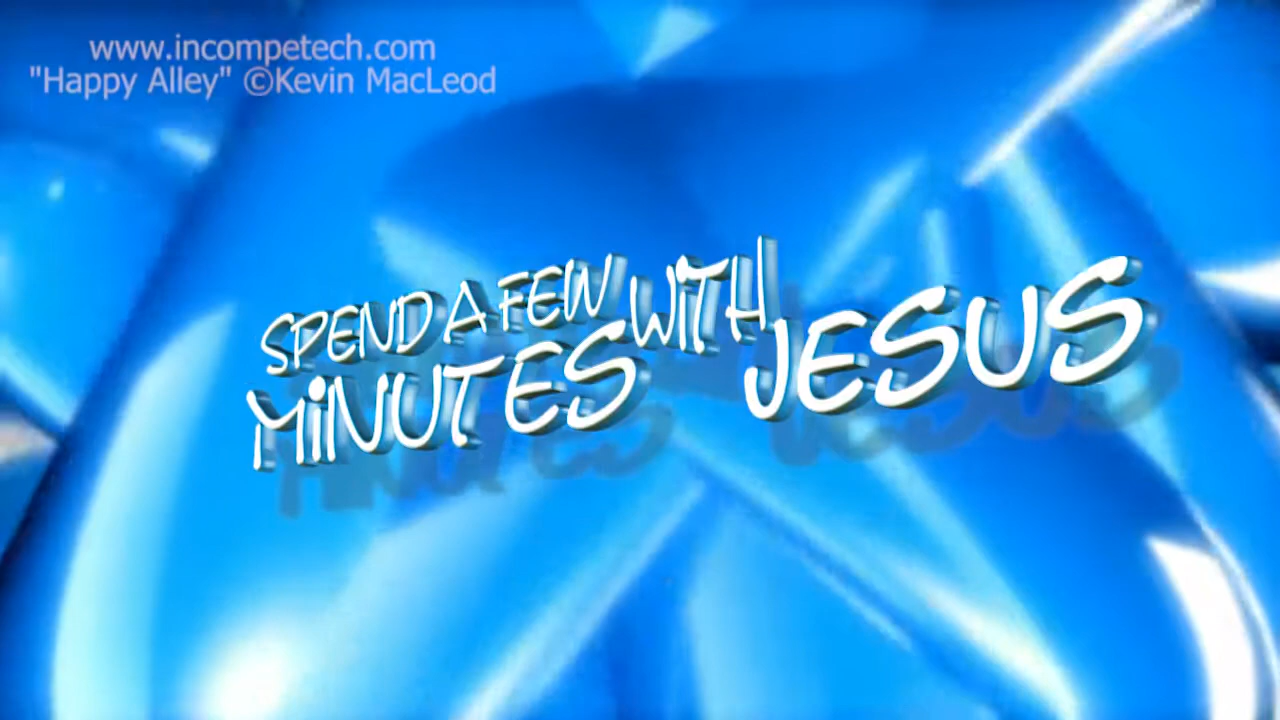 www.incompetech.com
"Happy Alley" ©Kevin MacLeod
SPEND A FEW
MiNUTES
WiTH
JESUS